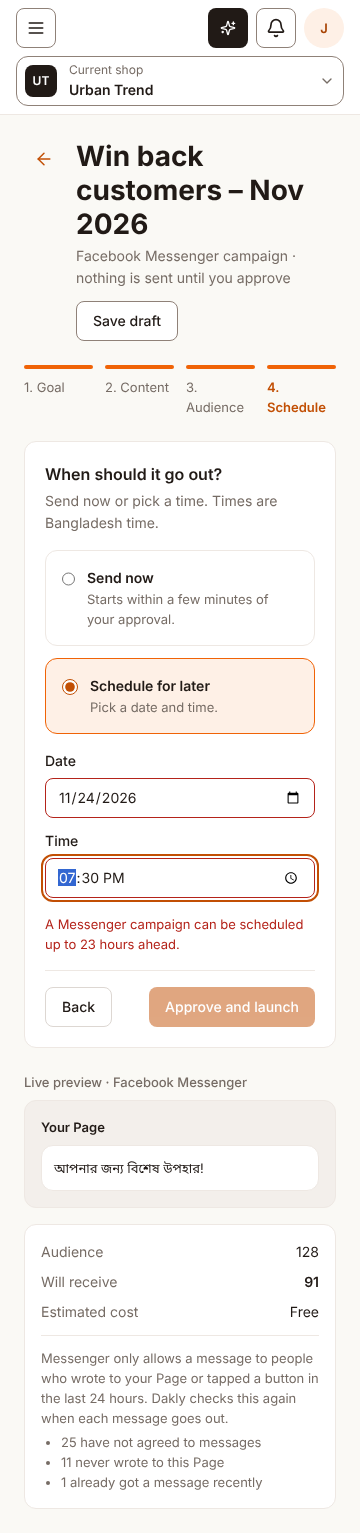 J
UT
Current shop
Urban Trend
Win back
customers – Nov
2026
Facebook Messenger campaign ·
nothing is sent until you approve
Save draft
1. Goal
2. Content
3.
Audience
4.
Schedule
When should it go out?
Send now or pick a time. Times are
Bangladesh time.
Send now
Starts within a few minutes of
your approval.
Schedule for later
Pick a date and time.
Date
11/24/2026
Time
07:30 PM
A Messenger campaign can be scheduled
up to 23 hours ahead.
Back
Approve and launch
Live preview · Facebook Messenger
Your Page
আপনার জন্য বিশেষ উপহার!
Audience 128
Will receive 91
Estimated cost Free
Messenger only allows a message to people
who wrote to your Page or tapped a button in
the last 24 hours. Dakly checks this again
when each message goes out.
• 25 have not agreed to messages
• 11 never wrote to this Page
• 1 already got a message recently